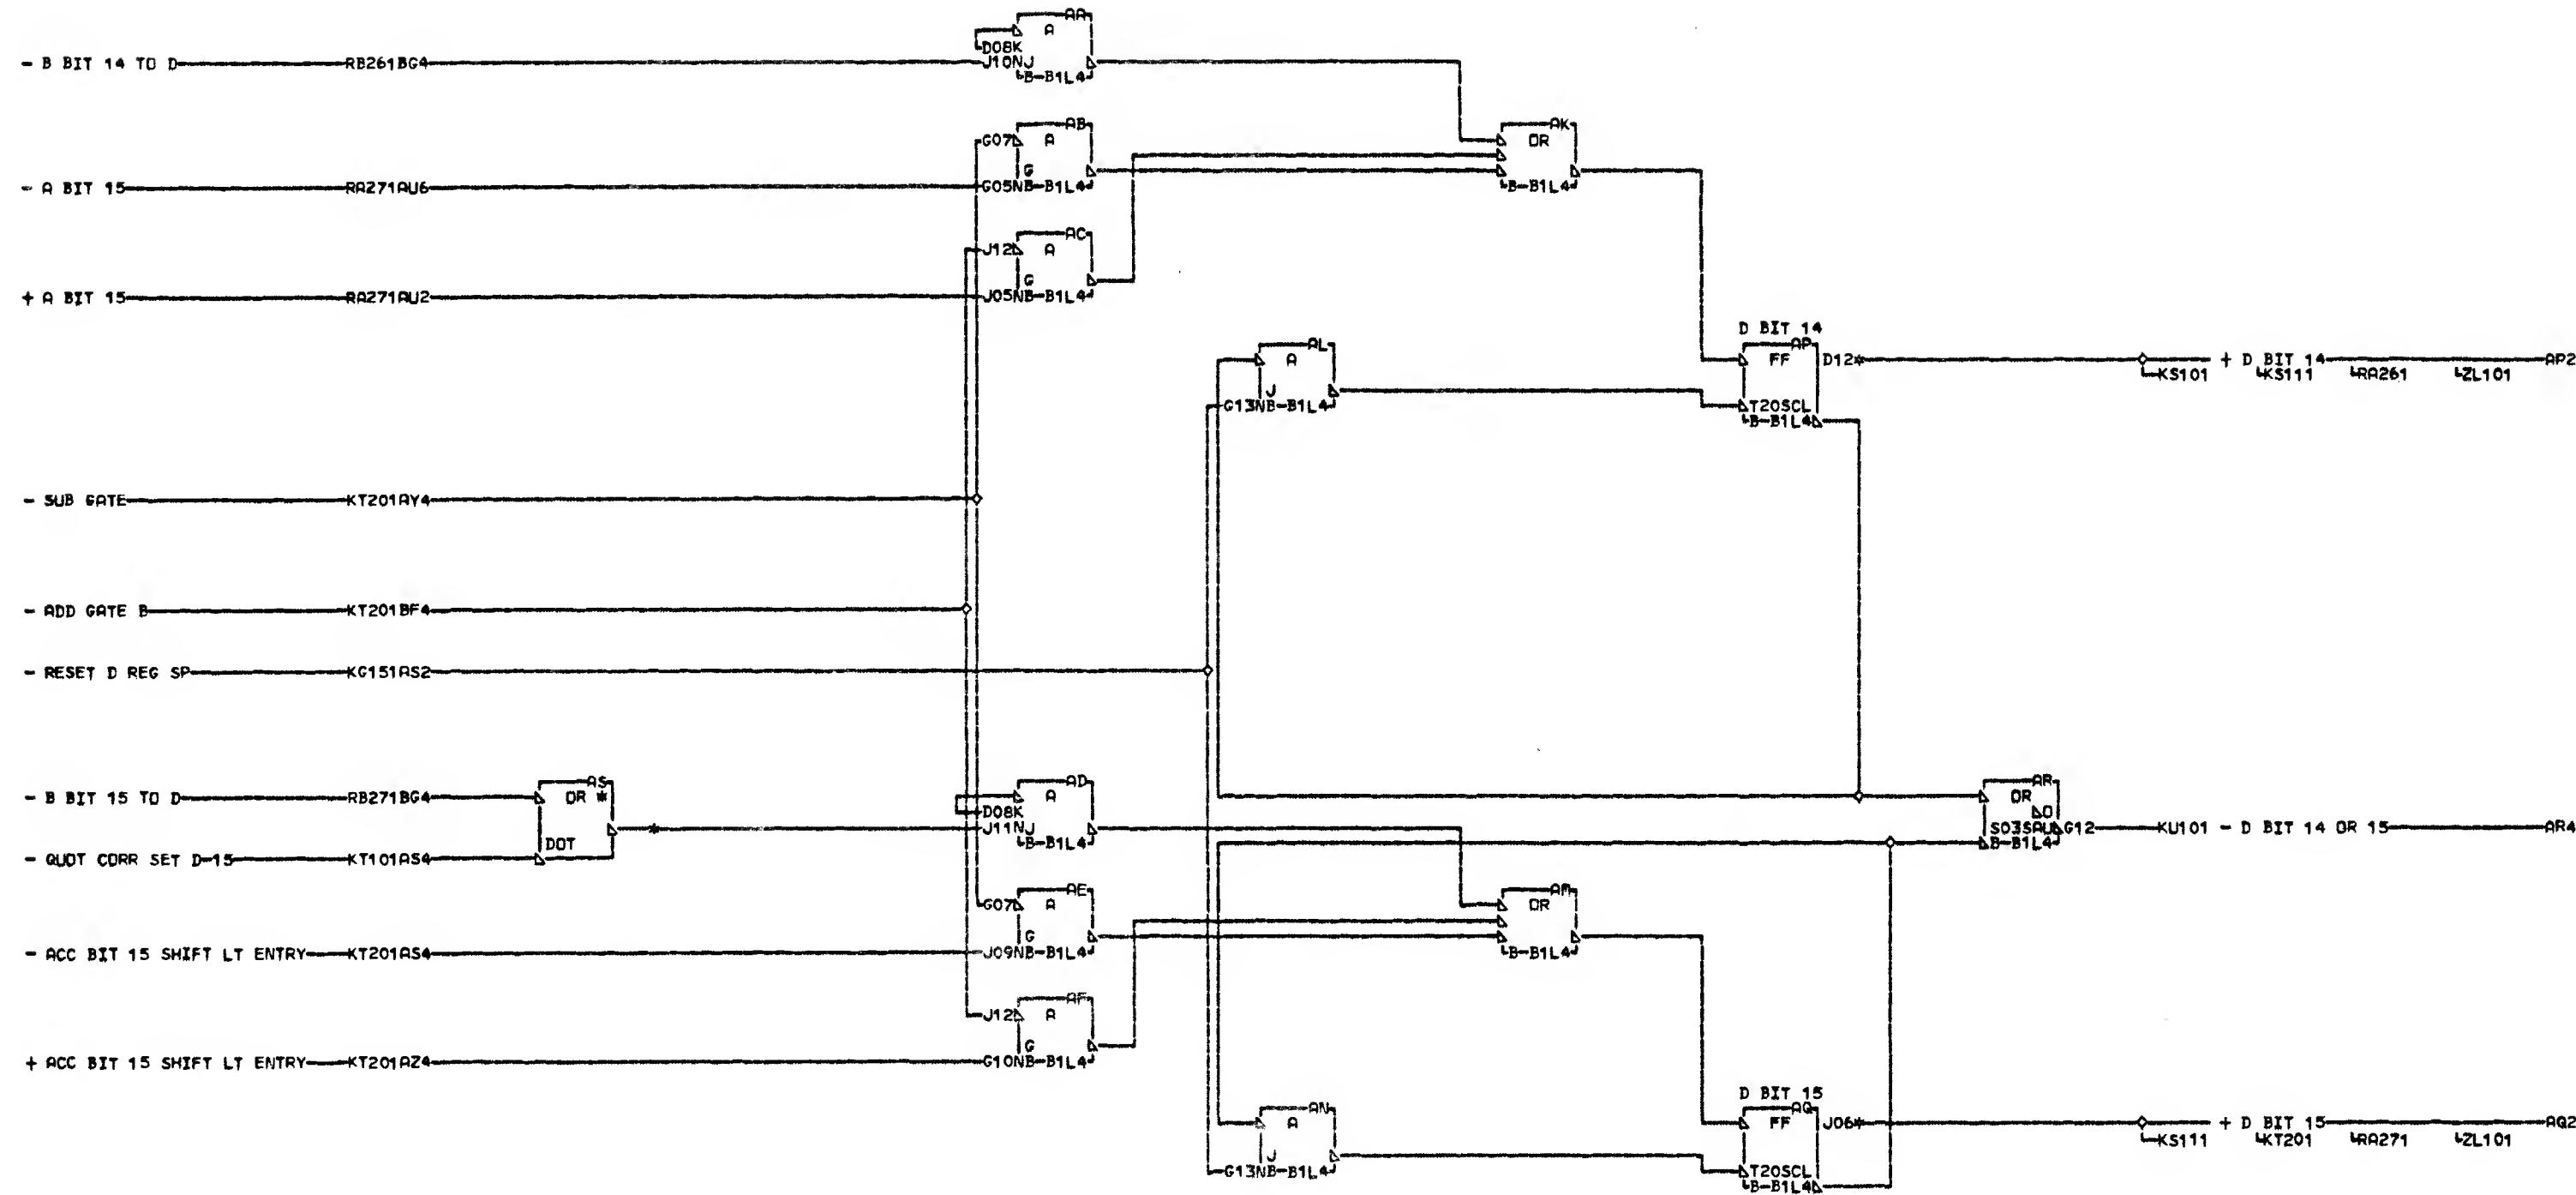 AA
A
D08K
- B BIT 14 TO D RB261BG4 J10NJ
B-B1L4
AB
G07 A
G
- A BIT 15 RA271AU6 G05NB-B1L4
AK
OR
B-B1L4
AC
J12 A
G
+ A BIT 15 RA271AU2 J05NB-B1L4
AL
A
J
G13NB-B1L4
D BIT 14
AP
FF D12* + D BIT 14 AP2
KS101 KS111 RA261 ZL101
T20SCL
B-B1L4
- SUB GATE KT201AY4
- ADD GATE B KT201BF4
- RESET D REG SP KG151AS2
AS
- B BIT 15 TO D RB271BG4 OR *
*
DOT
- QUOT CORR SET D-15 KT101AS4
AD
A
D08K
J11NJ
B-B1L4
AR
OR
O
S03SAU G12 KU101 - D BIT 14 OR 15 AR4
B-B1L4
AE
G07 A
G
- ACC BIT 15 SHIFT LT ENTRY KT201AS4 J09NB-B1L4
AM
OR
B-B1L4
AF
J12 A
G
+ ACC BIT 15 SHIFT LT ENTRY KT201AZ4 G10NB-B1L4
AN
A
J
G13NB-B1L4
D BIT 15
AQ
FF J06* + D BIT 15 AQ2
KS111 KT201 RA271 ZL101
T20SCL
B-B1L4